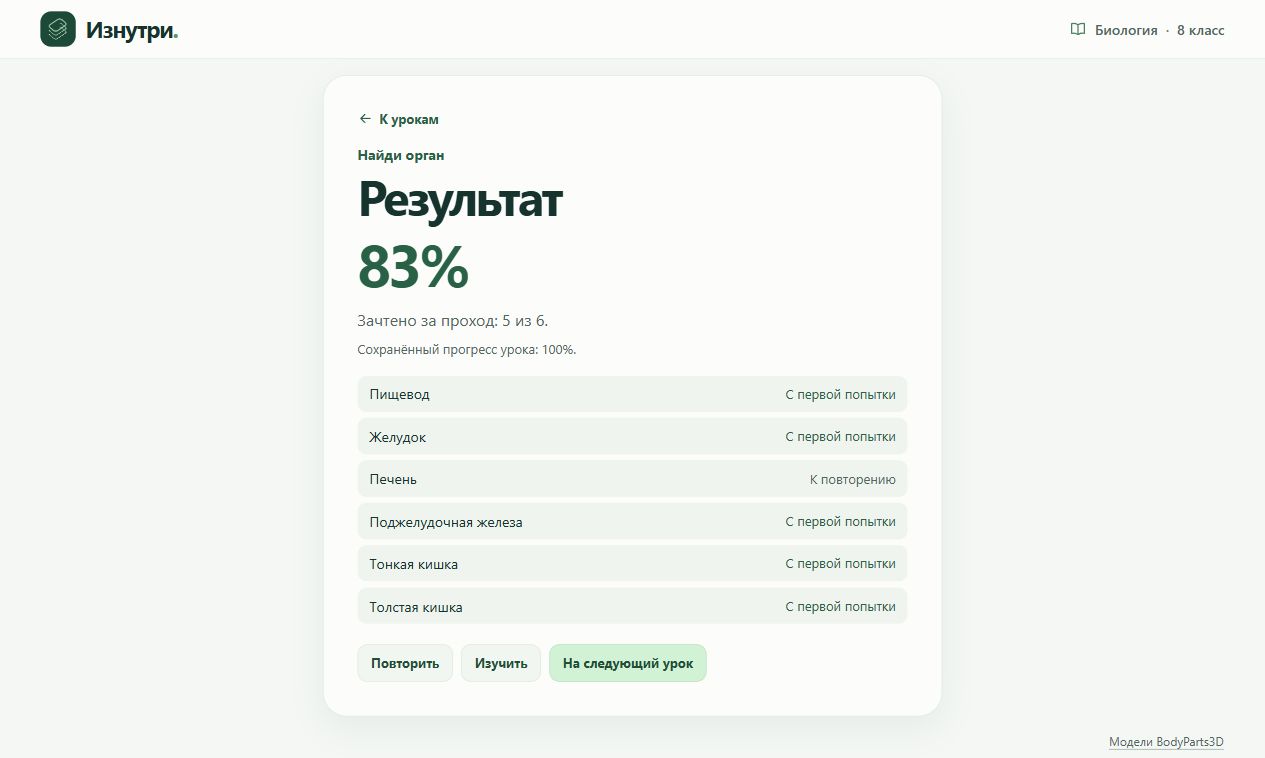 Изнутри.
Биология · 8 класс
← К урокам
Найди орган
Результат
83%
Зачтено за проход: 5 из 6.
Сохранённый прогресс урока: 100%.
Пищевод С первой попытки
Желудок С первой попытки
Печень К повторению
Поджелудочная железа С первой попытки
Тонкая кишка С первой попытки
Толстая кишка С первой попытки
Повторить Изучить На следующий урок
Модели BodyParts3D